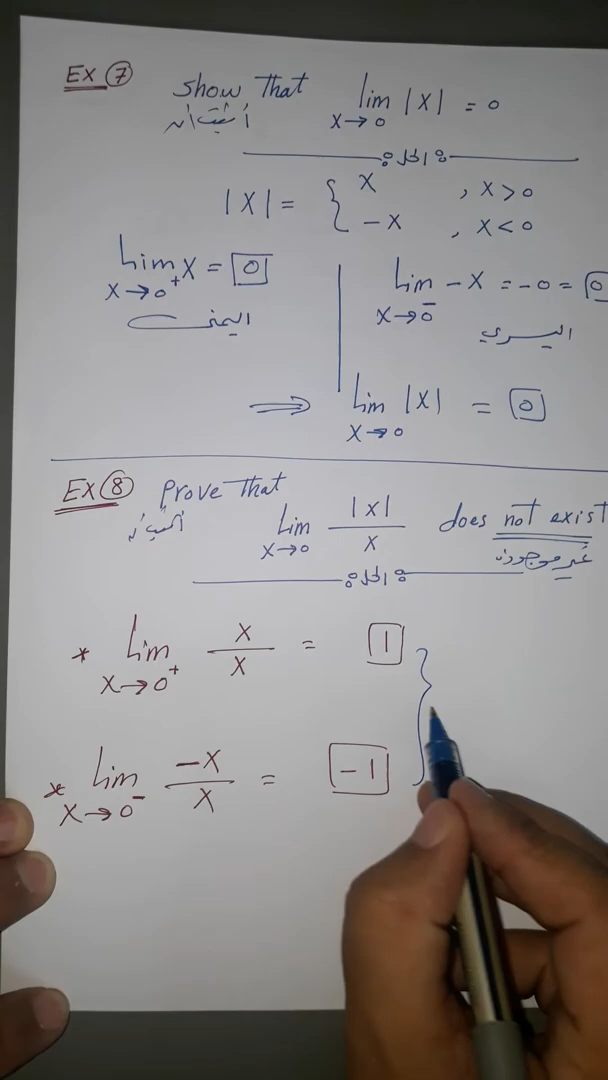 Ex ⑦ show that lim |x| = 0
x→0
أثبت أن
الحل
|x| = { x , x > 0
-x , x < 0
Lim x = 0
x→0⁺
اليمنى
Lim -x = -0 = 0
x→0⁻
اليسرى
⟹ Lim |x| = 0
x→0
Ex ⑧ Prove that
أثبت أن
Lim |x|/x does not exist
x→0
غير موجودة
الحل
* Lim x/x = 1
x→0⁺
* Lim -x/x = -1
x→0⁻